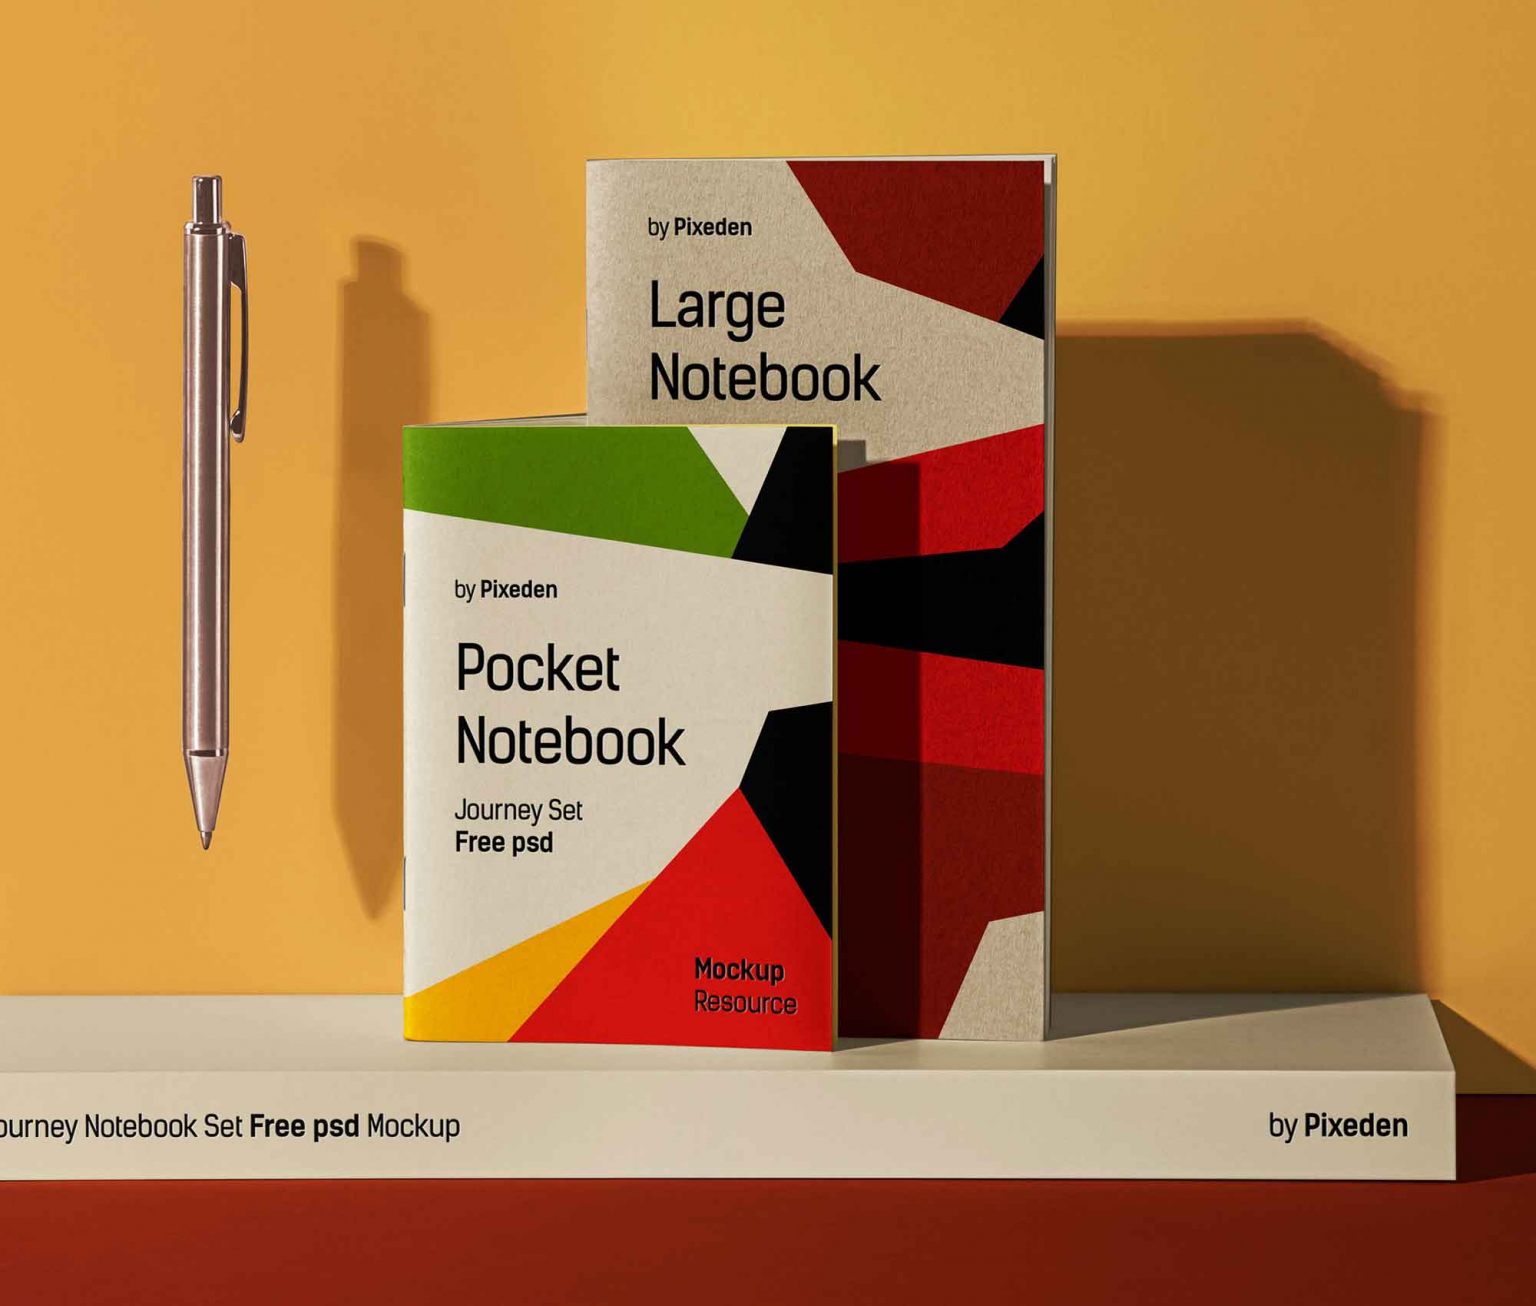 by Pixeden
Large
Notebook
by Pixeden
Pocket
Notebook
Journey Set
Free psd
Mockup
Resource
ourney Notebook Set Free psd Mockup
by Pixeden